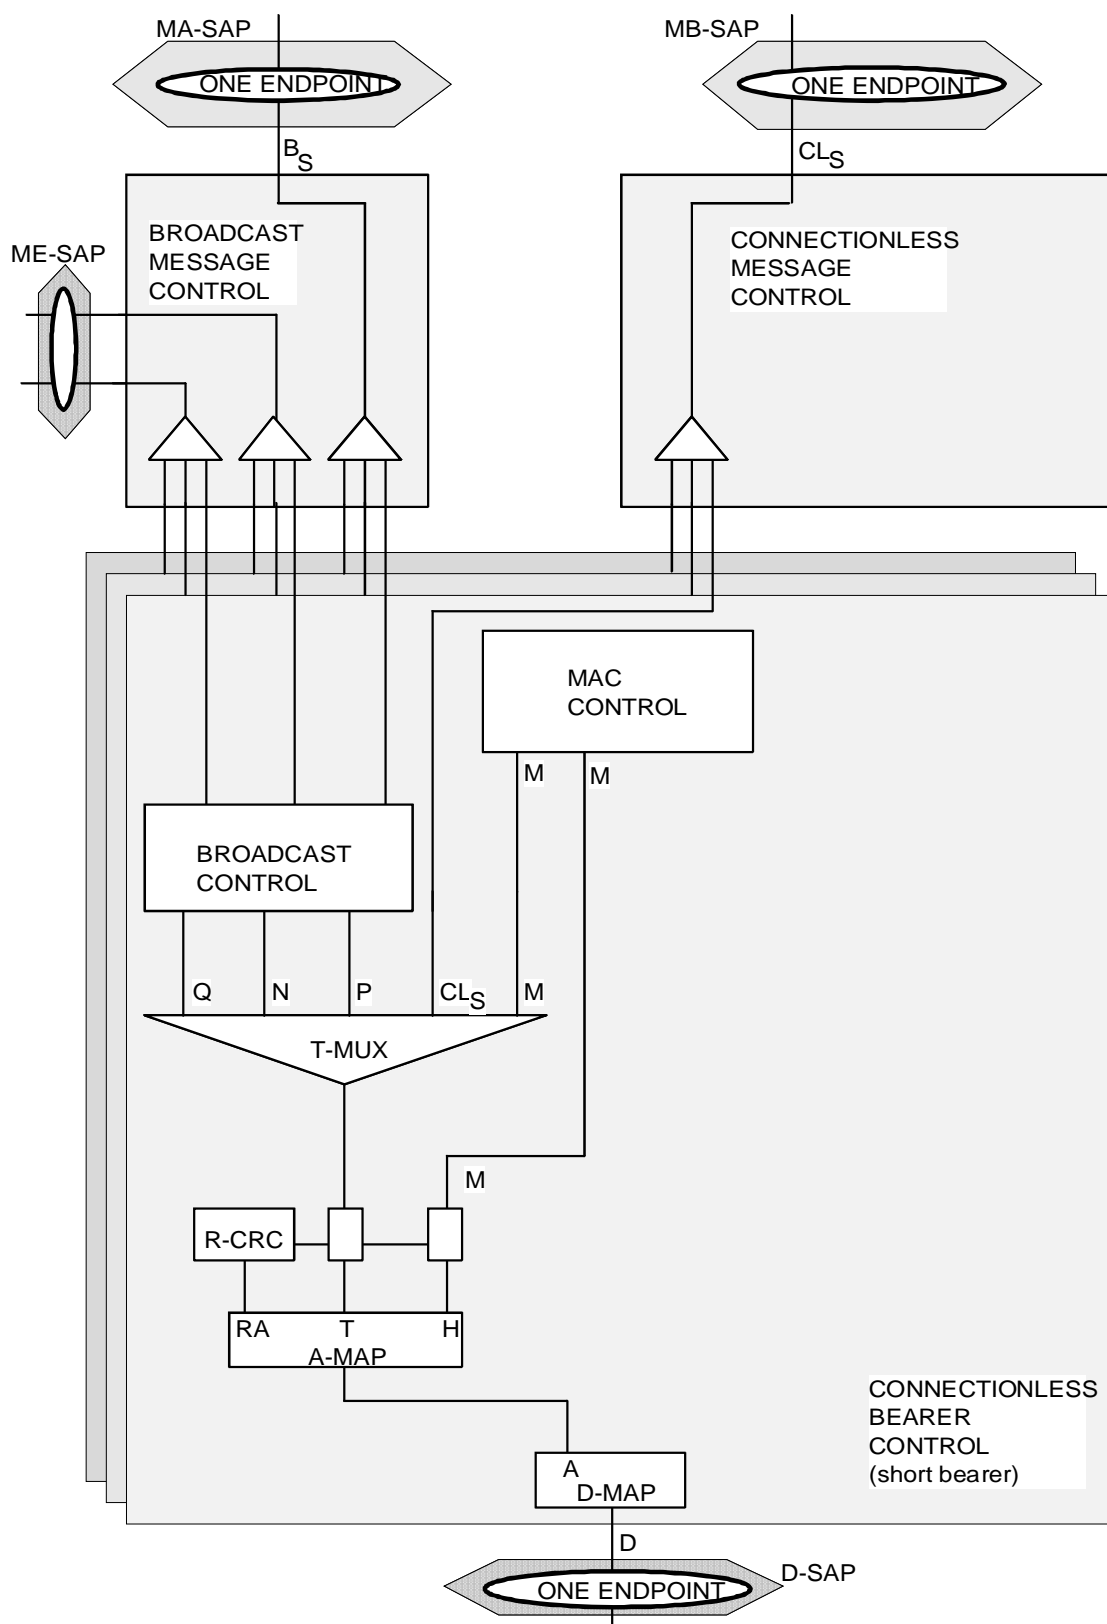 MA-SAP
MB-SAP
ONE ENDPOINT
ONE ENDPOINT
BS
CLS
ME-SAP
BROADCAST
MESSAGE
CONTROL
CONNECTIONLESS
MESSAGE
CONTROL
MAC
CONTROL
M
M
BROADCAST
CONTROL
Q
N
P
CLS
M
T-MUX
M
R-CRC
RA
T
H
A-MAP
CONNECTIONLESS
BEARER
CONTROL
(short bearer)
A
D-MAP
D
D-SAP
ONE ENDPOINT